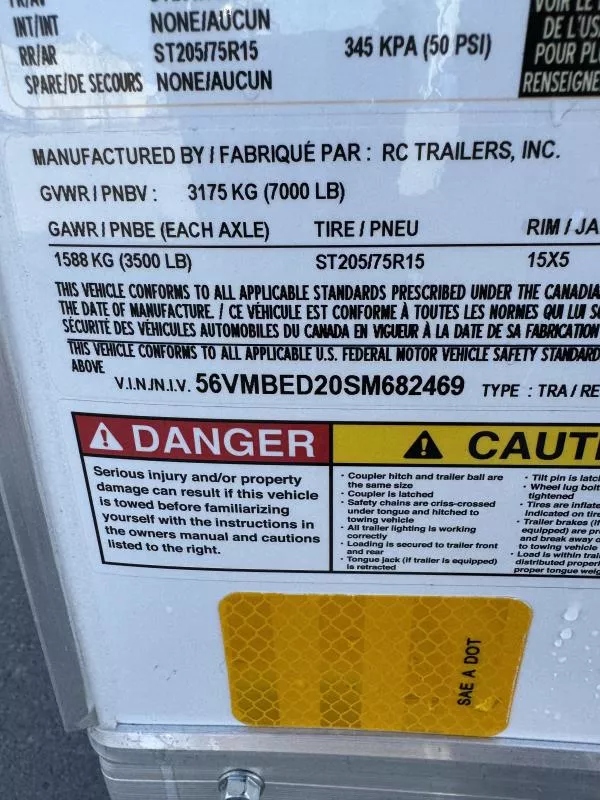 INT/INT NONE/AUCUN
RR/AR ST205/75R15 345 KPA (50 PSI)
SPARE/DE SECOURS NONE/AUCUN
VOIR LE
DE L'US
POUR PL
RENSEIGNE
MANUFACTURED BY / FABRIQUÉ PAR : RC TRAILERS, INC.
GVWR / PNBV : 3175 KG (7000 LB)
GAWR / PNBE (EACH AXLE) TIRE / PNEU RIM / JA
1588 KG (3500 LB) ST205/75R15 15X5
THIS VEHICLE CONFORMS TO ALL APPLICABLE STANDARDS PRESCRIBED UNDER THE CANADIA
THE DATE OF MANUFACTURE. / CE VÉHICULE EST CONFORME À TOUTES LES NORMES QUI LUI S
SÉCURITÉ DES VÉHICULES AUTOMOBILES DU CANADA EN VIGUEUR À LA DATE DE SA FABRICATION
THIS VEHICLE CONFORMS TO ALL APPLICABLE U.S. FEDERAL MOTOR VEHICLE SAFETY STANDARD
ABOVE
V.I.N./N.I.V. 56VMBED20SM682469 TYPE : TRA / RE
DANGER
Serious injury and/or property
damage can result if this vehicle
is towed before familiarizing
yourself with the instructions in
the owners manual and cautions
listed to the right.
CAUTI
· Coupler hitch and trailer ball are
the same size
· Coupler is latched
· Safety chains are criss-crossed
under tongue and hitched to
towing vehicle
· All trailer lighting is working
correctly
· Loading is secured to trailer front
and rear
· Tongue jack (if trailer is equipped)
is retracted
· Tilt pin is latc
· Wheel lug bolt
tightened
· Tires are inflate
indicated on tire
· Trailer brakes (if
equipped) are pr
and break away c
to towing vehicle
· Load is within trai
distributed properl
proper tongue weig
SAE A DOT